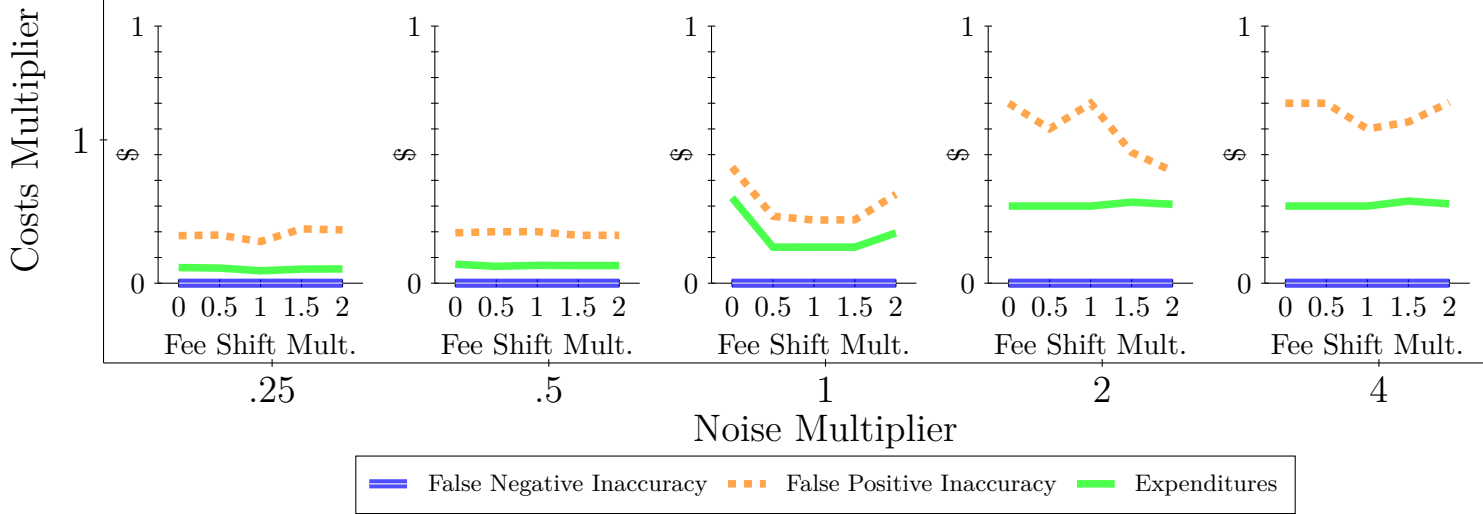 Costs Multiplier
1
1
$
0
0 0.5 1 1.5 2
Fee Shift Mult.
1
$
0
0 0.5 1 1.5 2
Fee Shift Mult.
1
$
0
0 0.5 1 1.5 2
Fee Shift Mult.
1
$
0
0 0.5 1 1.5 2
Fee Shift Mult.
1
$
0
0 0.5 1 1.5 2
Fee Shift Mult.
.25 .5 1 2 4
Noise Multiplier
False Negative Inaccuracy False Positive Inaccuracy Expenditures